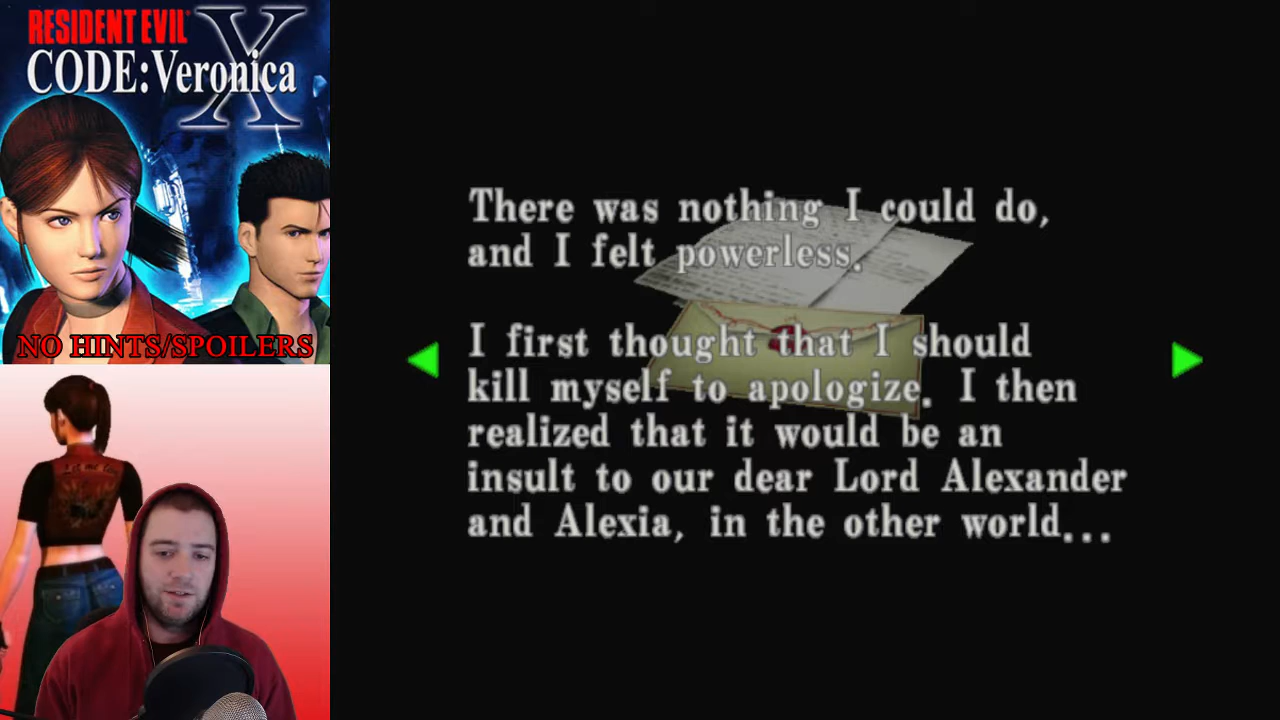 RESIDENT EVIL
CODE: Veronica
X
NO HINTS/SPOILERS
There was nothing I could do,
and I felt powerless.
I first thought that I should
kill myself to apologize. I then
realized that it would be an
insult to our dear Lord Alexander
and Alexia, in the other world...